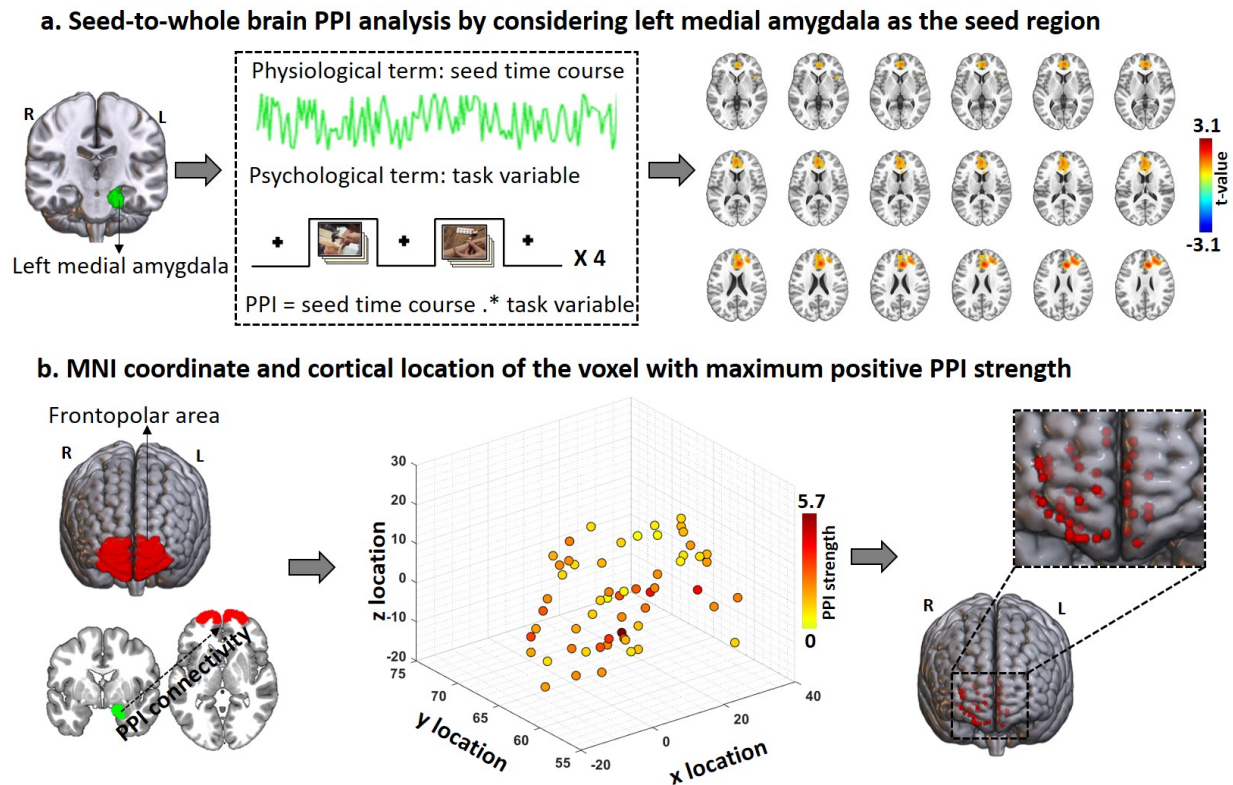 a. Seed-to-whole brain PPI analysis by considering left medial amygdala as the seed region
R
L
Left medial amygdala
Physiological term: seed time course
Psychological term: task variable
X 4
PPI = seed time course .* task variable
3.1
t-value
-3.1
b. MNI coordinate and cortical location of the voxel with maximum positive PPI strength
Frontopolar area
R
L
PPI connectivity
30
20
10
0
-10
-20
z location
75
70
65
60
55
y location
-20
0
20
40
x location
5.7
PPI strength
0
R
L